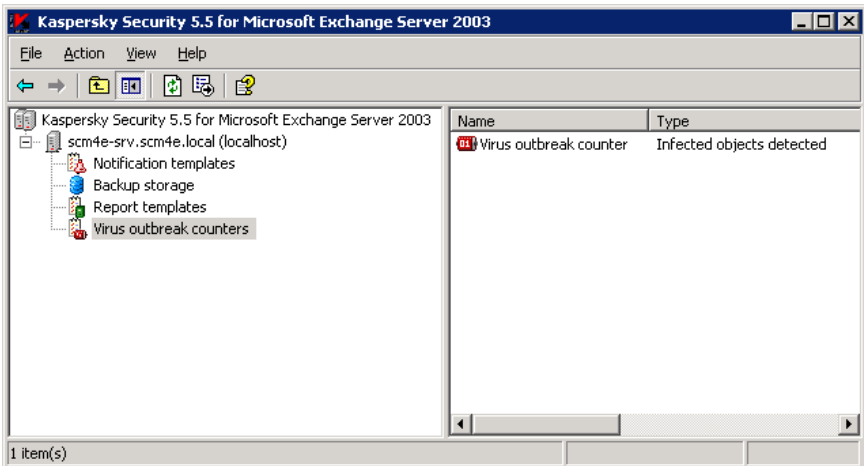 Kaspersky Security 5.5 for Microsoft Exchange Server 2003
File Action View Help
Kaspersky Security 5.5 for Microsoft Exchange Server 2003
scm4e-srv.scm4e.local (localhost)
Notification templates
Backup storage
Report templates
Virus outbreak counters
Name Type
Virus outbreak counter Infected objects detected
1 item(s)